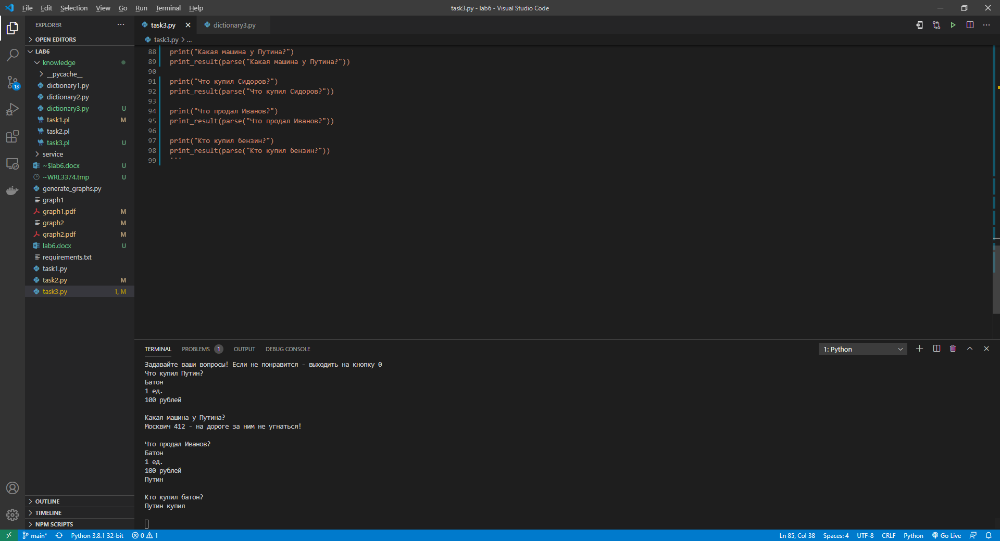 File Edit Selection View Go Run Terminal Help
task3.py - lab6 - Visual Studio Code
EXPLORER
task3.py
dictionary3.py
OPEN EDITORS
task3.py > ...
LAB6
knowledge
__pycache__
dictionary1.py
dictionary2.py
dictionary3.py U
task1.pl M
task2.pl
task3.pl U
service
~$lab6.docx U
~WRL3374.tmp U
generate_graphs.py
graph1
graph1.pdf M
graph2 M
graph2.pdf M
lab6.docx U
requirements.txt
task1.py
task2.py M
task3.py 1, M
OUTLINE
TIMELINE
NPM SCRIPTS
13
88 print("Какая машина у Путина?")
89 print_result(parse("Какая машина у Путина?"))
90
91 print("Что купил Сидоров?")
92 print_result(parse("Что купил Сидоров?"))
93
94 print("Что продал Иванов?")
95 print_result(parse("Что продал Иванов?"))
96
97 print("Кто купил бензин?")
98 print_result(parse("Кто купил бензин?"))
99 '''
TERMINAL PROBLEMS 1 OUTPUT DEBUG CONSOLE
1: Python
Задавайте ваши вопросы! Если не понравится - выходить на кнопку 0
Что купил Путин?
Батон
1 ед.
100 рублей
Какая машина у Путина?
Москвич 412 - на дороге за ним не угнаться!
Что продал Иванов?
Батон
1 ед.
100 рублей
Путин
Кто купил батон?
Путин купил
main* Python 3.8.1 32-bit 0 1
Ln 85, Col 38 Spaces: 4 UTF-8 CRLF Python Go Live